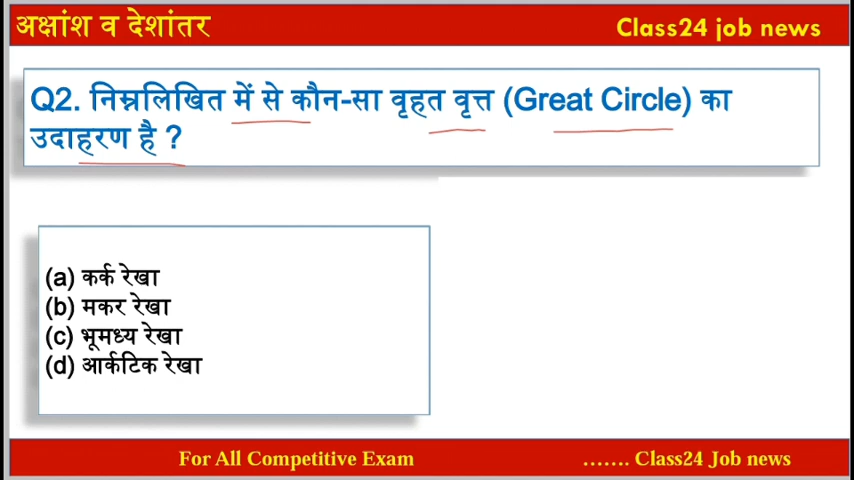 अक्षांश व देशांतर
Class24 job news
Q2. निम्नलिखित में से कौन-सा वृहत वृत्त (Great Circle) का
उदाहरण है ?
(a) कर्क रेखा
(b) मकर रेखा
(c) भूमध्य रेखा
(d) आर्कटिक रेखा
For All Competitive Exam
……. Class24 Job news